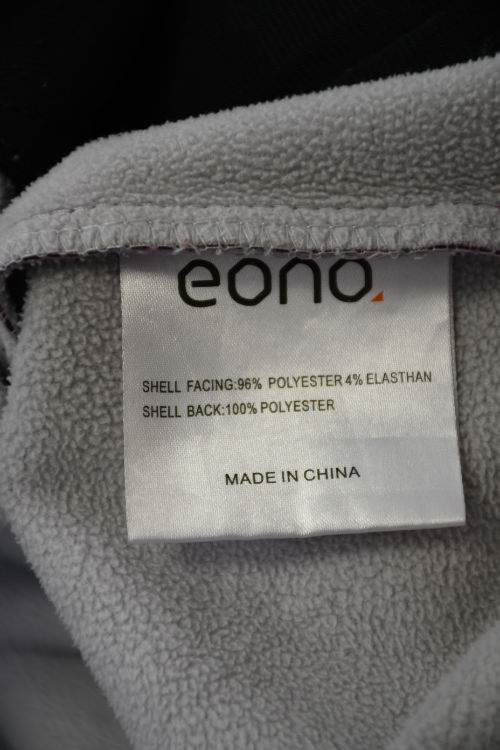 eono
SHELL FACING:96% POLYESTER 4% ELASTHAN
SHELL BACK:100% POLYESTER
MADE IN CHINA